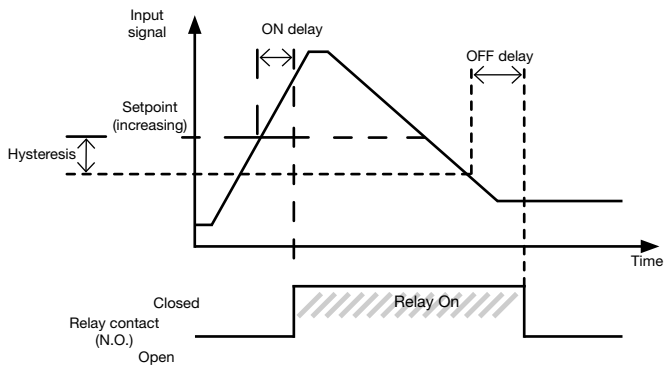 Input
signal
ON delay
OFF delay
Setpoint
(increasing)
Hysteresis
Time
Closed
Relay On
Relay contact
(N.O.)
Open